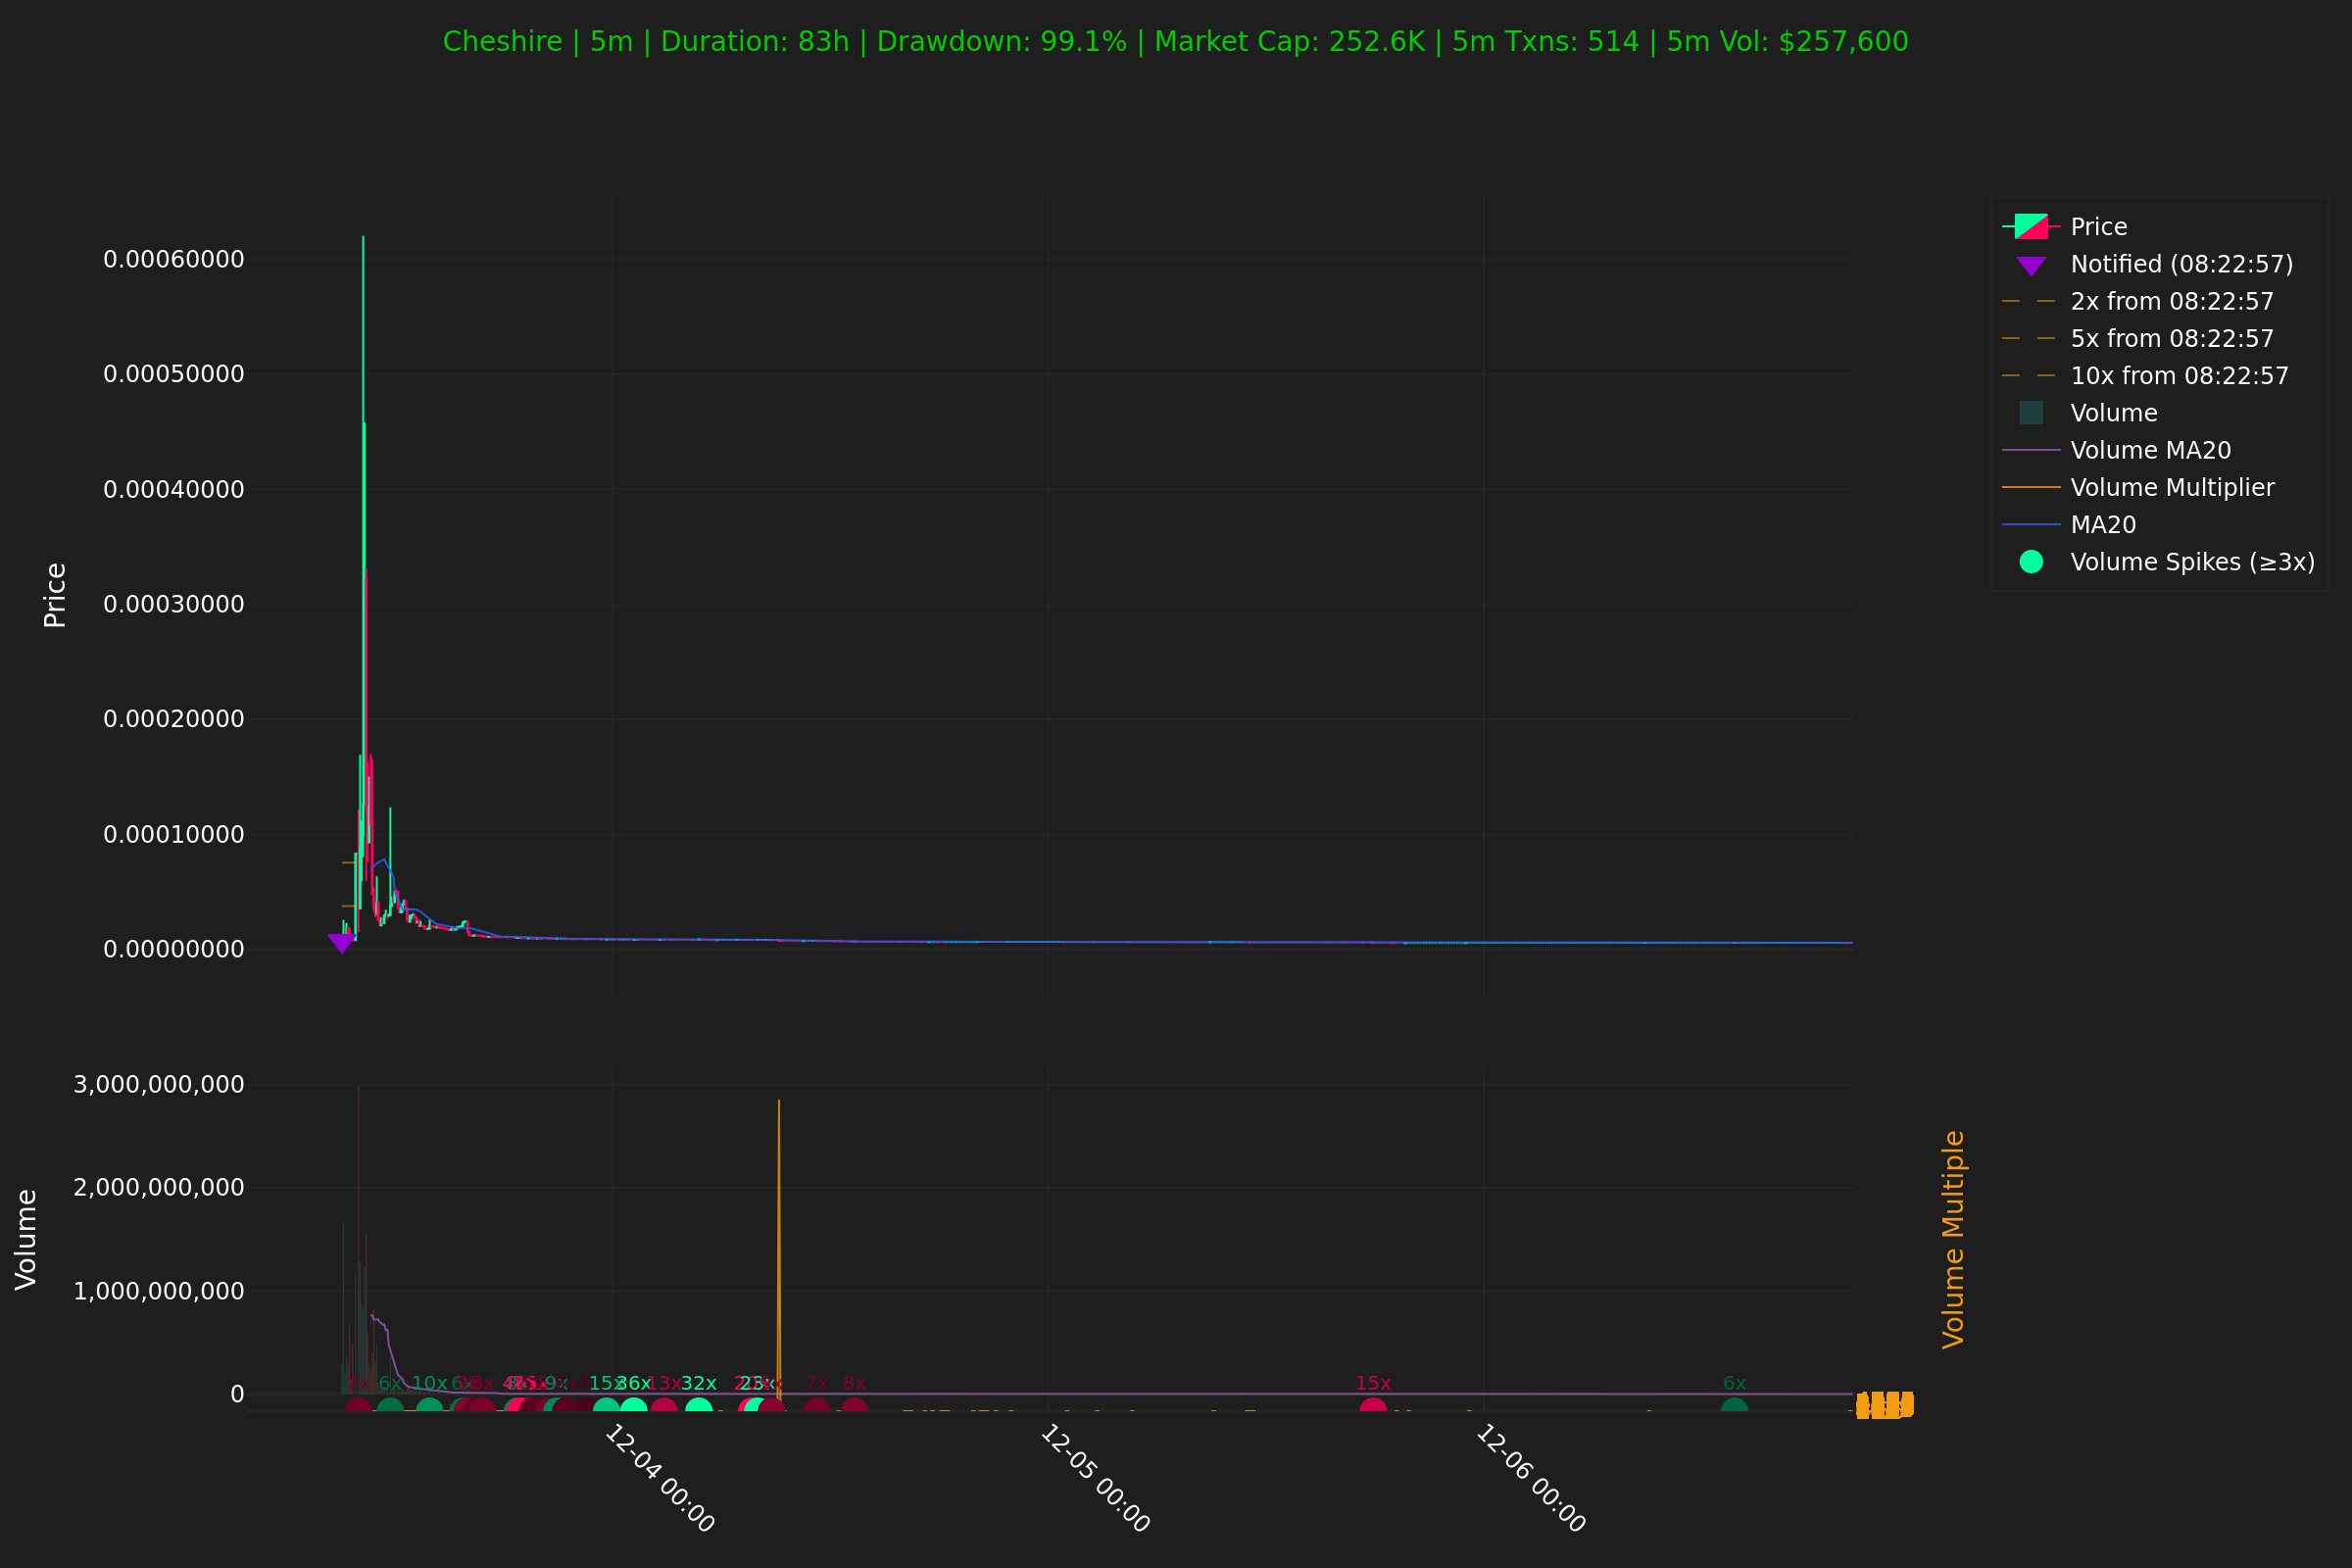 Cheshire | 5m | Duration: 83h | Drawdown: 99.1% | Market Cap: 252.6K | 5m Txns: 514 | 5m Vol: $257,600
Price
0.00060000
0.00050000
0.00040000
0.00030000
0.00020000
0.00010000
0.00000000
Price
Notified (08:22:57)
2x from 08:22:57
5x from 08:22:57
10x from 08:22:57
Volume
Volume MA20
Volume Multiplier
MA20
Volume Spikes (≥3x)
Volume
3,000,000,000
2,000,000,000
1,000,000,000
0
6x
10x
9x
15x
36x
13x
32x
7x
8x
15x
6x
Volume Multiple
12-04 00:00
12-05 00:00
12-06 00:00